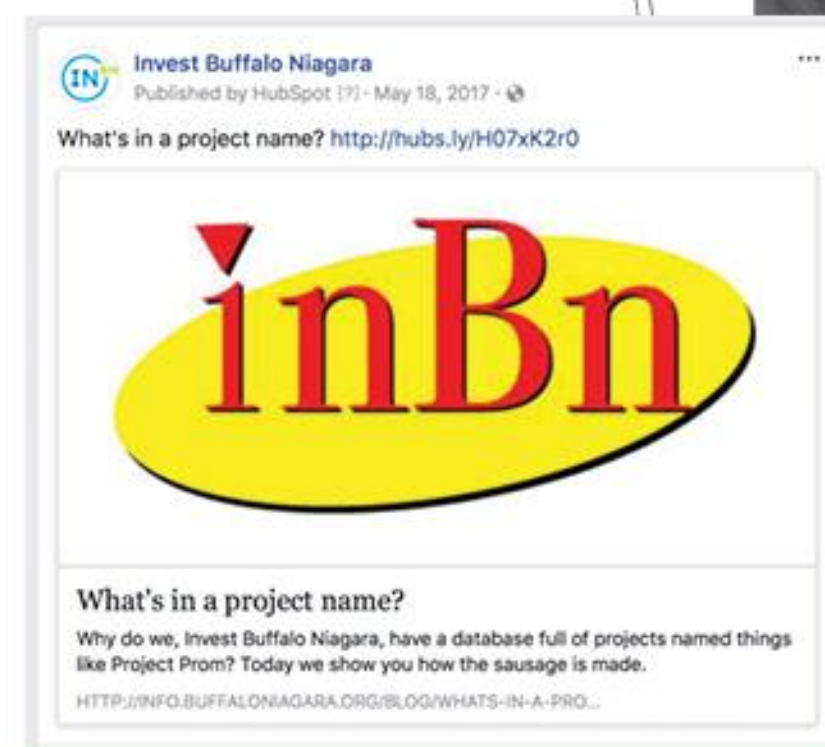 IN
Invest Buffalo Niagara
Published by HubSpot [?] · May 18, 2017 ·
What's in a project name? http://hubs.ly/H07xK2r0
inBn
What's in a project name?
Why do we, Invest Buffalo Niagara, have a database full of projects named things
like Project Prom? Today we show you how the sausage is made.
HTTP://INFO.BUFFALONIAGARA.ORG/BLOG/WHATS-IN-A-PRO...